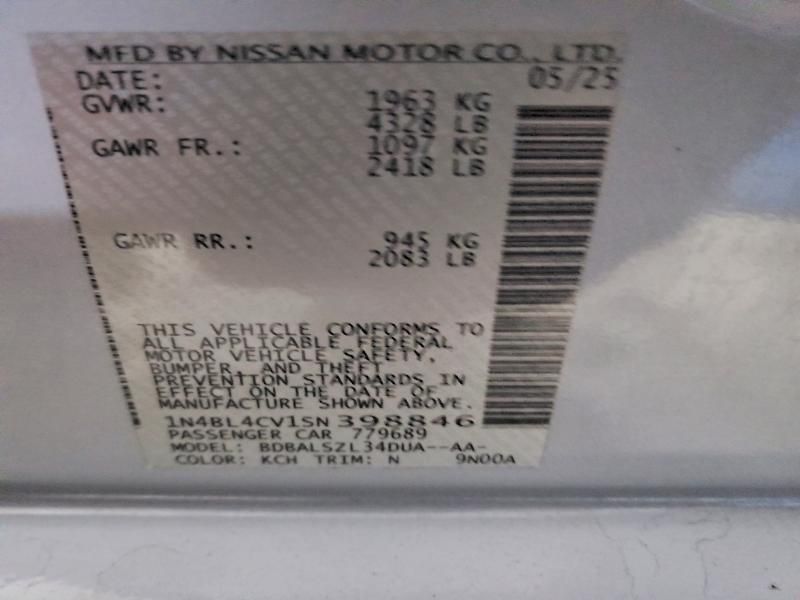 MFD BY NISSAN MOTOR CO., LTD.
DATE: 05/25
GVWR: 1963 KG
4328 LB
GAWR FR.: 1097 KG
2418 LB
GAWR RR.: 945 KG
2083 LB
THIS VEHICLE CONFORMS TO
ALL APPLICABLE FEDERAL
MOTOR VEHICLE SAFETY,
BUMPER, AND THEFT
PREVENTION STANDARDS IN
EFFECT ON THE DATE OF
MANUFACTURE SHOWN ABOVE.
1N4BL4CV1SN398846
PASSENGER CAR 779689
MODEL: BDBALSZL34DUA--AA-
COLOR: KCH TRIM: N 9N00A